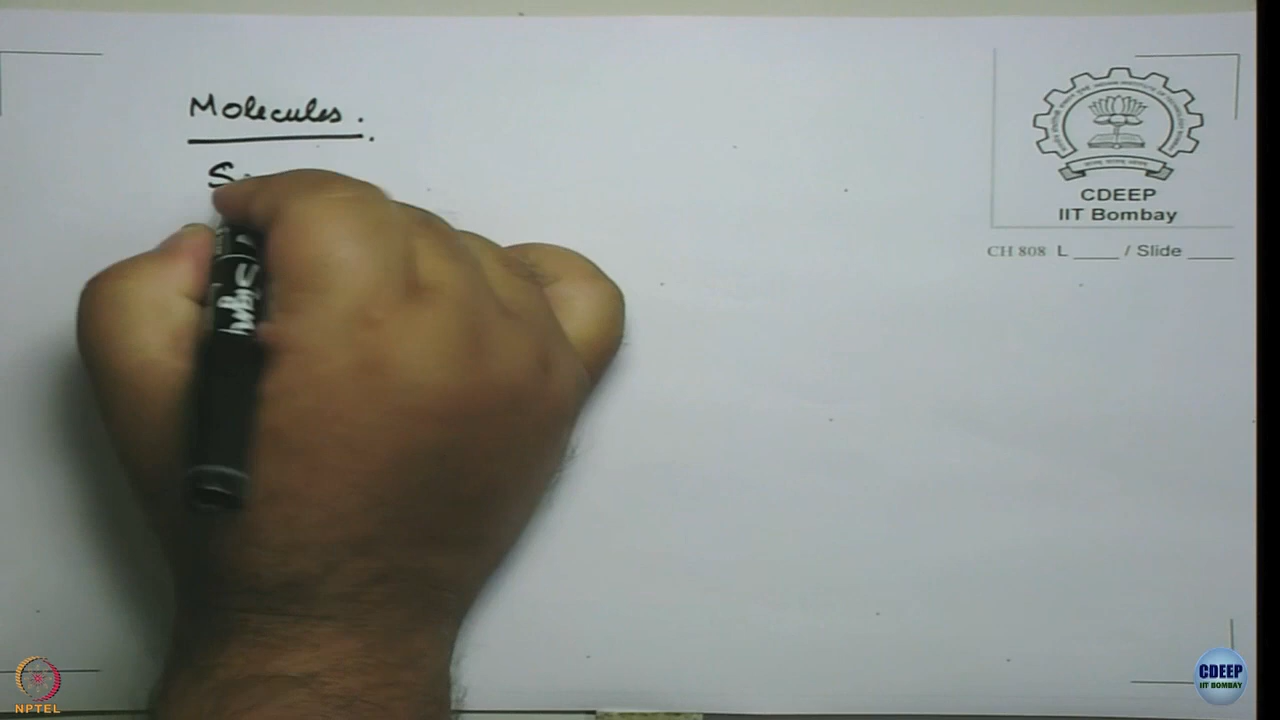 Molecules.
CDEEP
IIT Bombay
CH 808 L ____ / Slide ____
NPTEL
CDEEP
IIT BOMBAY